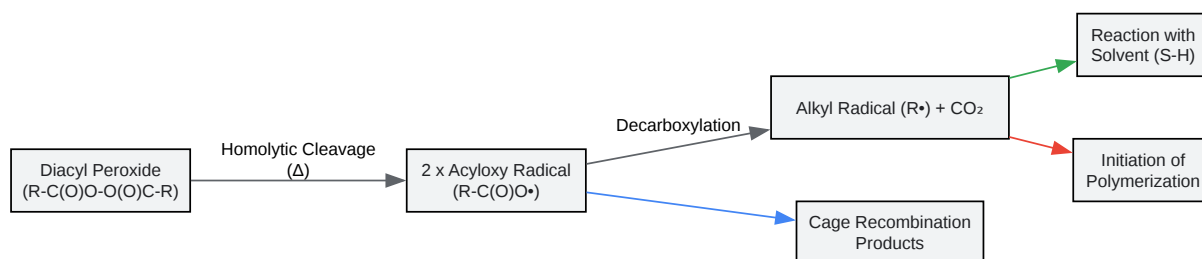 Diacyl Peroxide
(R-C(O)O-O(O)C-R)
Homolytic Cleavage
(Δ)
2 x Acyloxy Radical
(R-C(O)O•)
Decarboxylation
Alkyl Radical (R•) + CO₂
Reaction with
Solvent (S-H)
Initiation of
Polymerization
Cage Recombination
Products